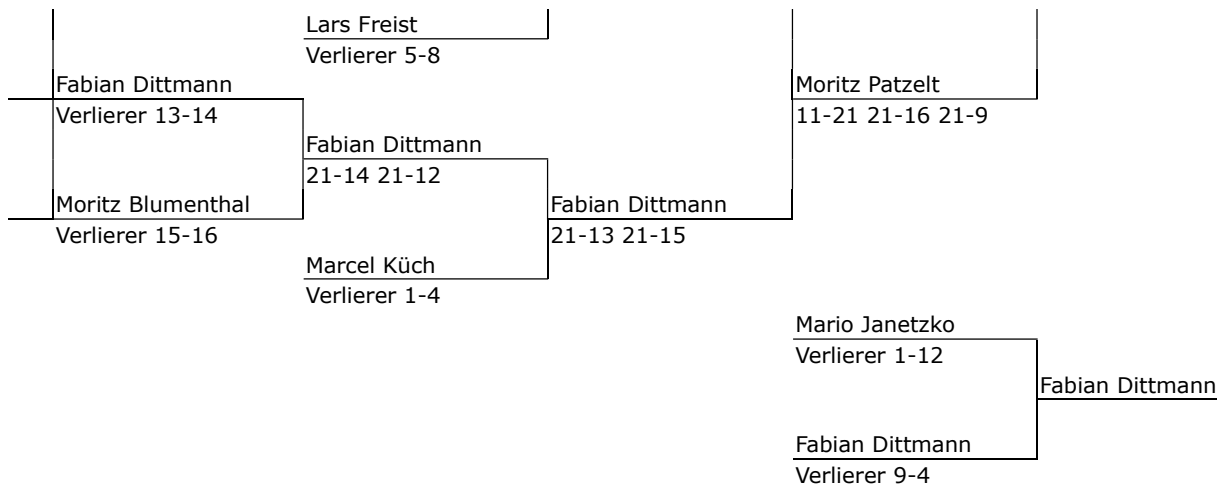 Lars Freist
Verlierer 5-8
Fabian Dittmann
Moritz Patzelt
Verlierer 13-14
11-21 21-16 21-9
Fabian Dittmann
21-14 21-12
Moritz Blumenthal
Fabian Dittmann
Verlierer 15-16
21-13 21-15
Marcel Küch
Verlierer 1-4
Mario Janetzko
Verlierer 1-12
Fabian Dittmann
Fabian Dittmann
Verlierer 9-4